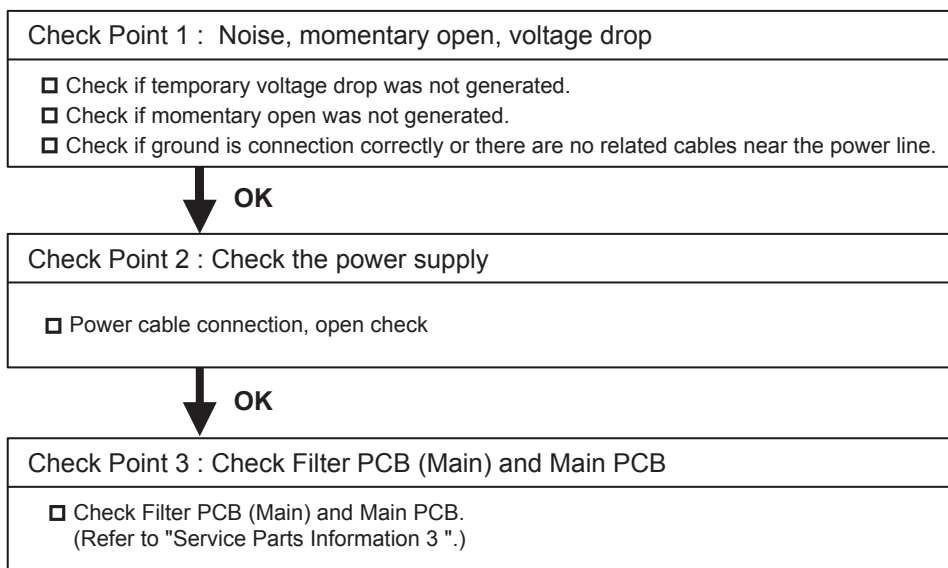 Check Point 1 : Noise, momentary open, voltage drop
Check if temporary voltage drop was not generated.
Check if momentary open was not generated.
Check if ground is connection correctly or there are no related cables near the power line.
OK
Check Point 2 : Check the power supply
Power cable connection, open check
OK
Check Point 3 : Check Filter PCB (Main) and Main PCB
Check Filter PCB (Main) and Main PCB.
(Refer to "Service Parts Information 3 ".)